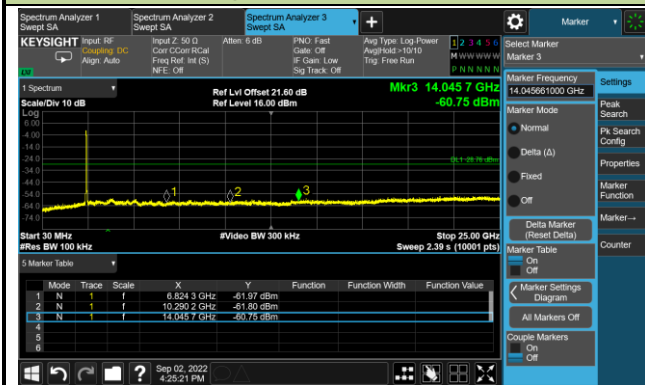 Spectrum Analyzer 1
Swept SA
Spectrum Analyzer 2
Swept SA
Spectrum Analyzer 3
Swept SA
Marker
KEYSIGHT
Input: RF
Coupling: DC
Align: Auto
Input Z: 50 Ω
Corr CCorr RCal
Freq Ref: Int (S)
NFE: Off
Atten: 6 dB
PNO: Fast
Gate: Off
IF Gain: Low
Sig Track: Off
Avg Type: Log-Power
Avg|Hold:>10/10
Trig: Free Run
1 2 3 4 5 6
M W W W W W
P N N N N N
LU
1 Spectrum
Scale/Div 10 dB
Ref Lvl Offset 21.60 dB
Ref Level 16.00 dBm
Mkr3 14.045 7 GHz
-60.75 dBm
Log
6.00
-4.00
-14.0
-24.0
-34.0
-44.0
-54.0
-64.0
-74.0
DL1 -28.76 dBm
1
2
3
Start 30 MHz
#Res BW 100 kHz
#Video BW 300 kHz
Stop 25.00 GHz
Sweep 2.39 s (10001 pts)
5 Marker Table
Mode Trace Scale X Y Function Function Width Function Value
1 N 1 f 6.824 3 GHz -61.97 dBm
2 N 1 f 10.290 2 GHz -61.80 dBm
3 N 1 f 14.045 7 GHz -60.75 dBm
4
5
6
Sep 02, 2022
4:25:21 PM
Select Marker
Marker 3
Marker Frequency
14.045661000 GHz
Marker Mode
Normal
Delta (Δ)
Fixed
Off
Delta Marker
(Reset Delta)
Marker Table
On
Off
Marker Settings
Diagram
All Markers Off
Couple Markers
On
Off
Settings
Peak
Search
Pk Search
Config
Properties
Marker
Function
Marker→
Counter